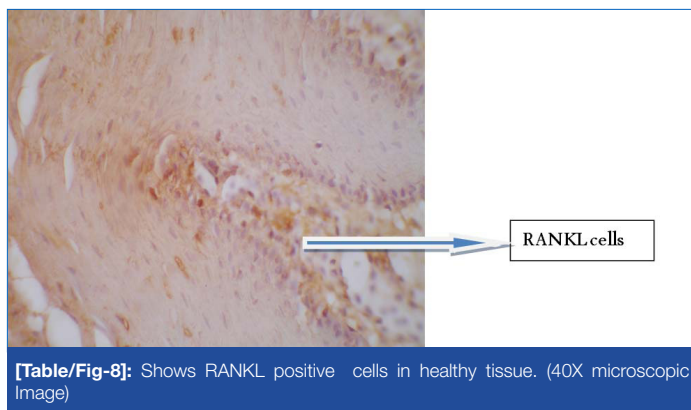 RANKL cells
[Table/Fig-8]: Shows RANKL positive cells in healthy tissue. (40X microscopic
Image)